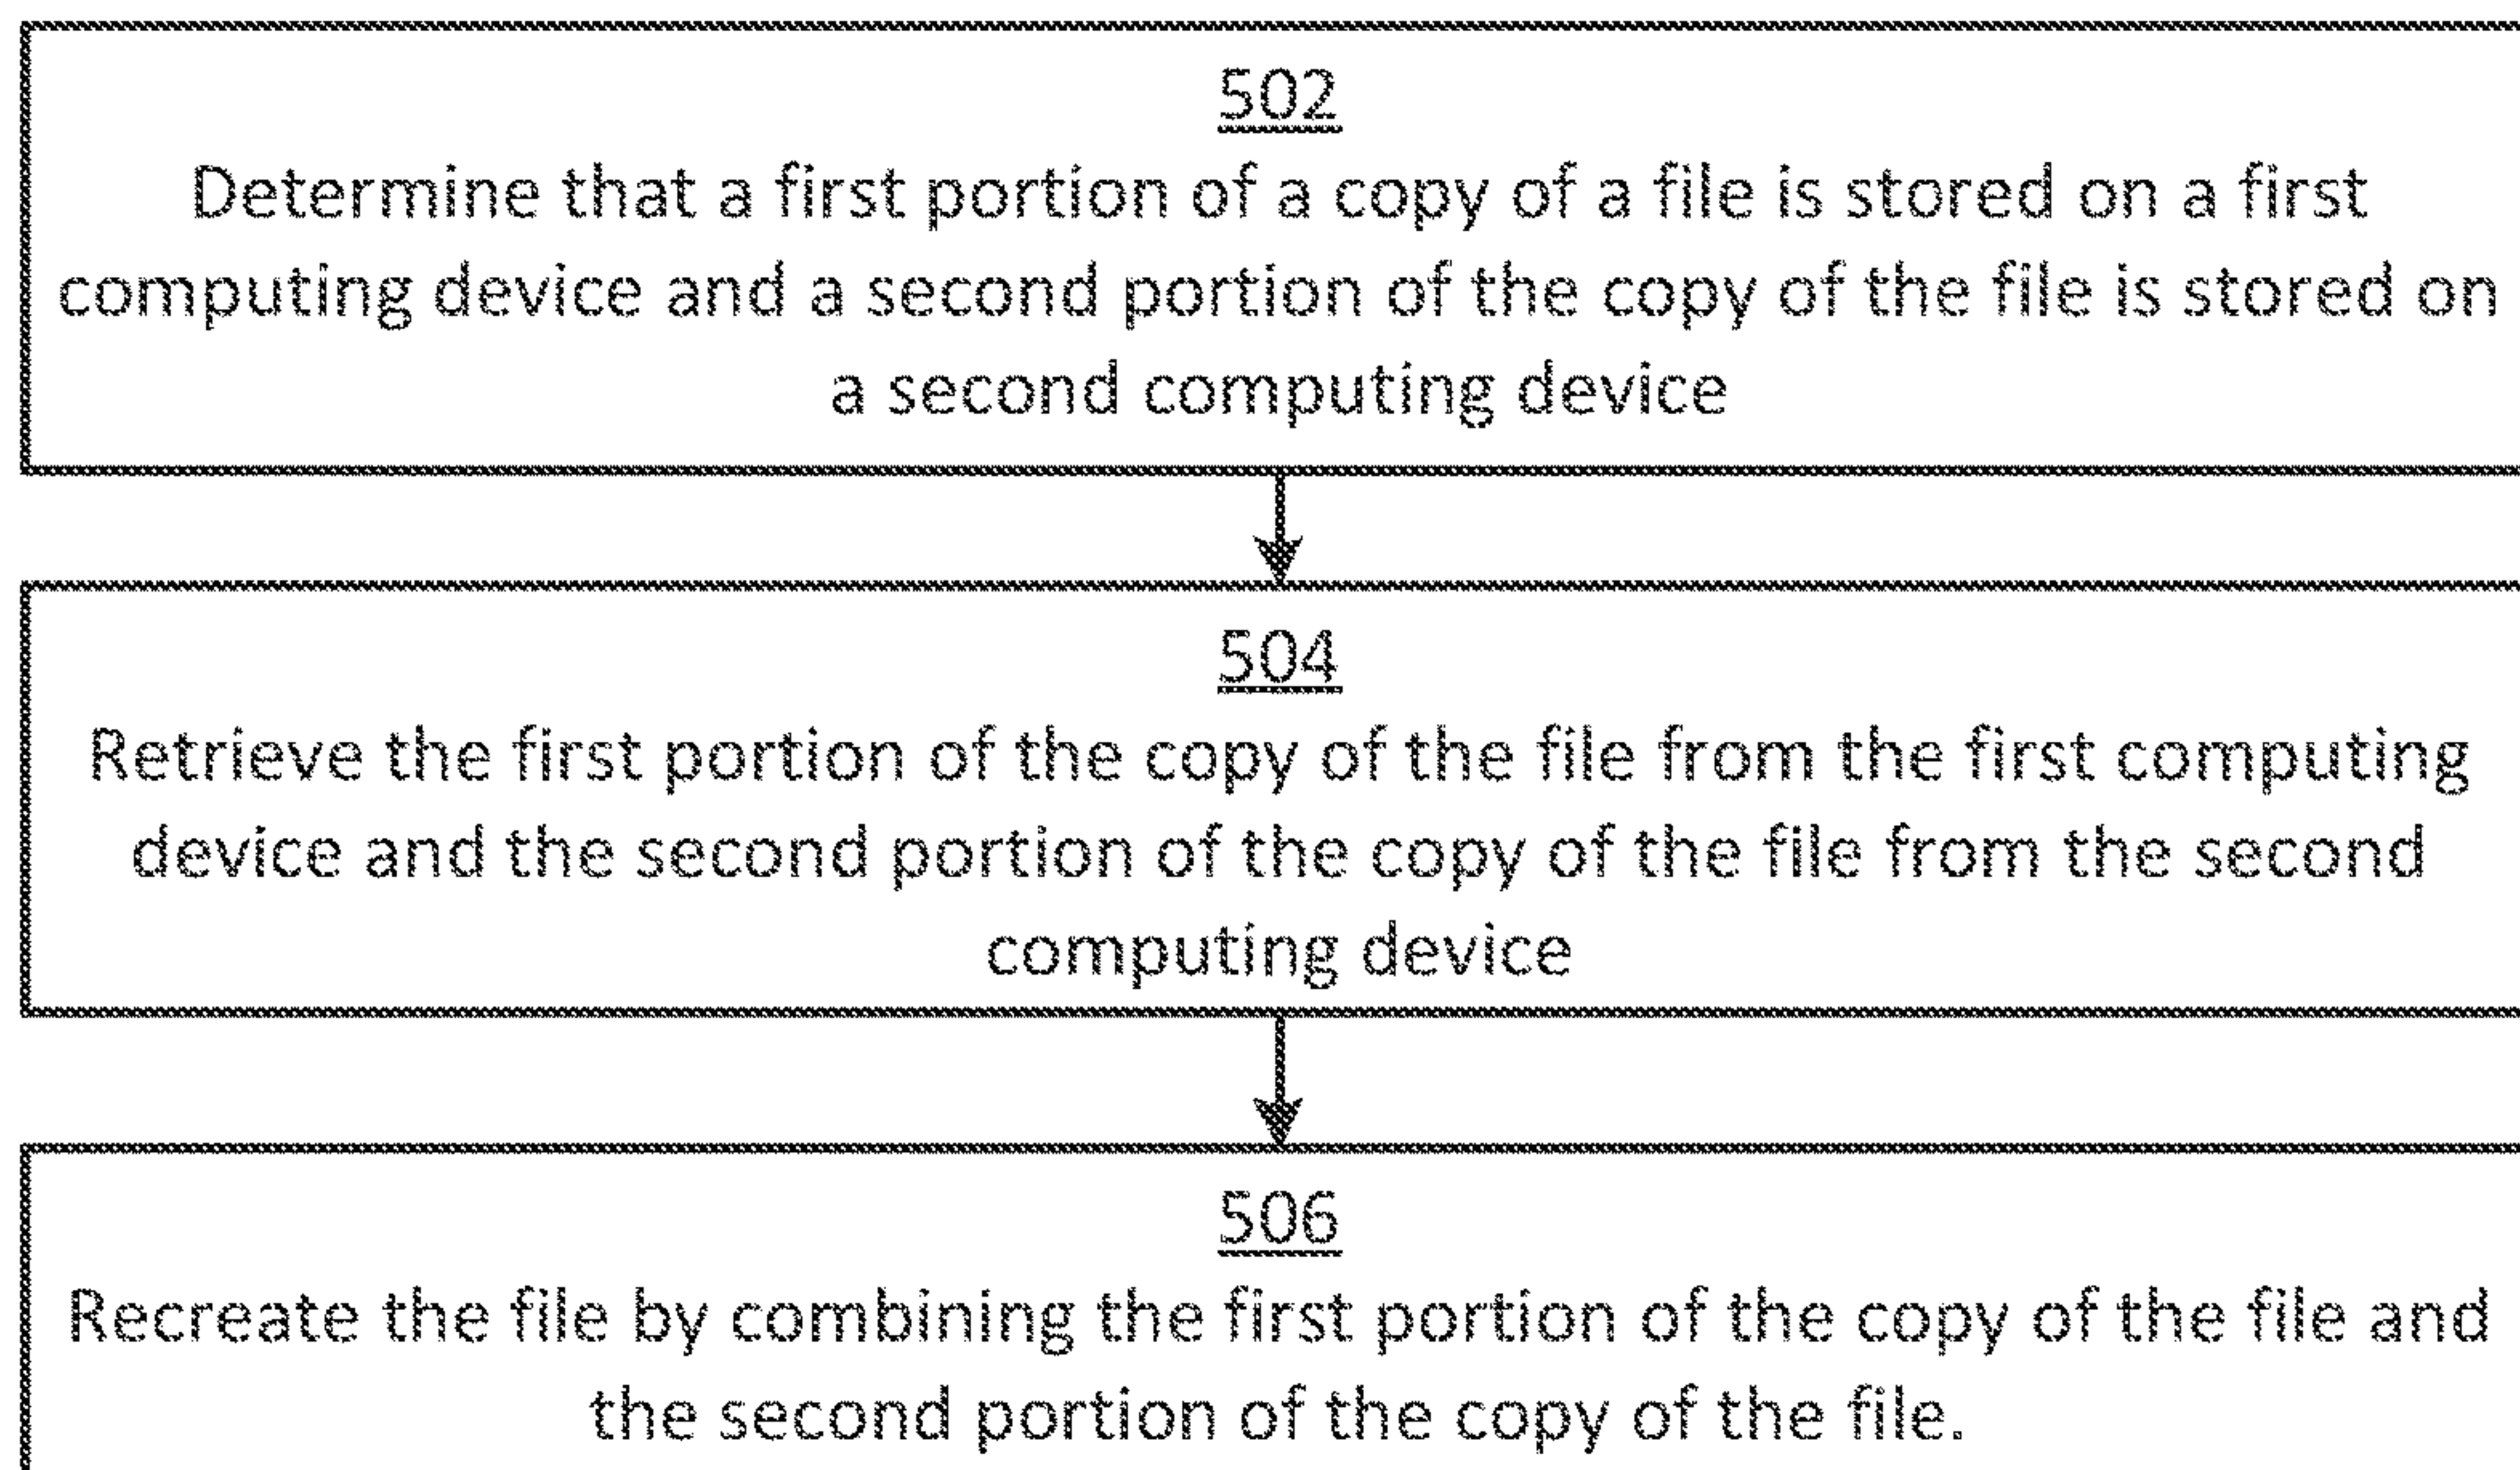 502
Determine that a first portion of a copy of a file is stored on a first
computing device and a second portion of the copy of the file is stored on
a second computing device
504
Retrieve the first portion of the copy of the file from the first computing
device and the second portion of the copy of the file from the second
computing device
506
Recreate the file by combining the first portion of the copy of the file and
the second portion of the copy of the file.